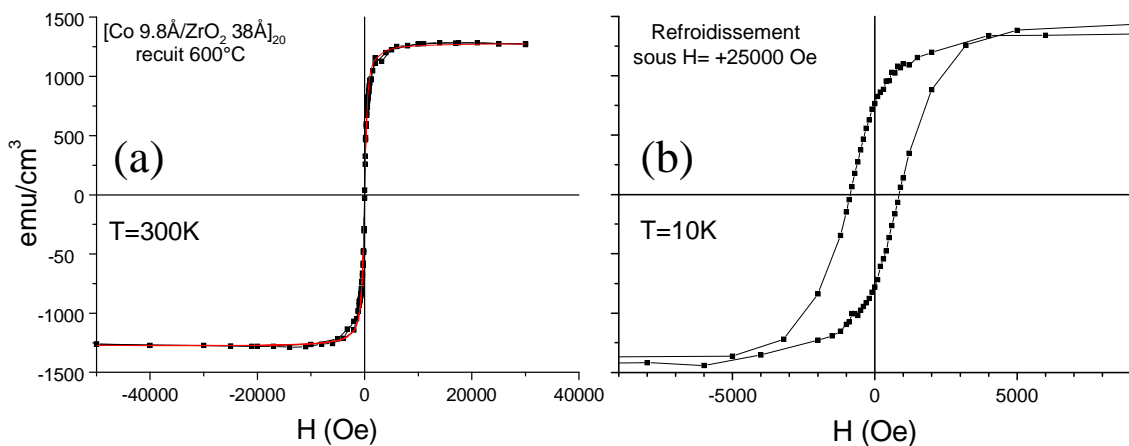 [Co 9.8Å/ZrO2 38Å]20
recuit 600°C
(a)
T=300K
emu/cm3
1500
1000
500
0
-50
-1000
-1500
-40000 -20000 0 20000 40000
H (Oe)
Refroidissement
sous H= +25000 Oe
(b)
T=10K
-5000 0 5000
H (Oe)